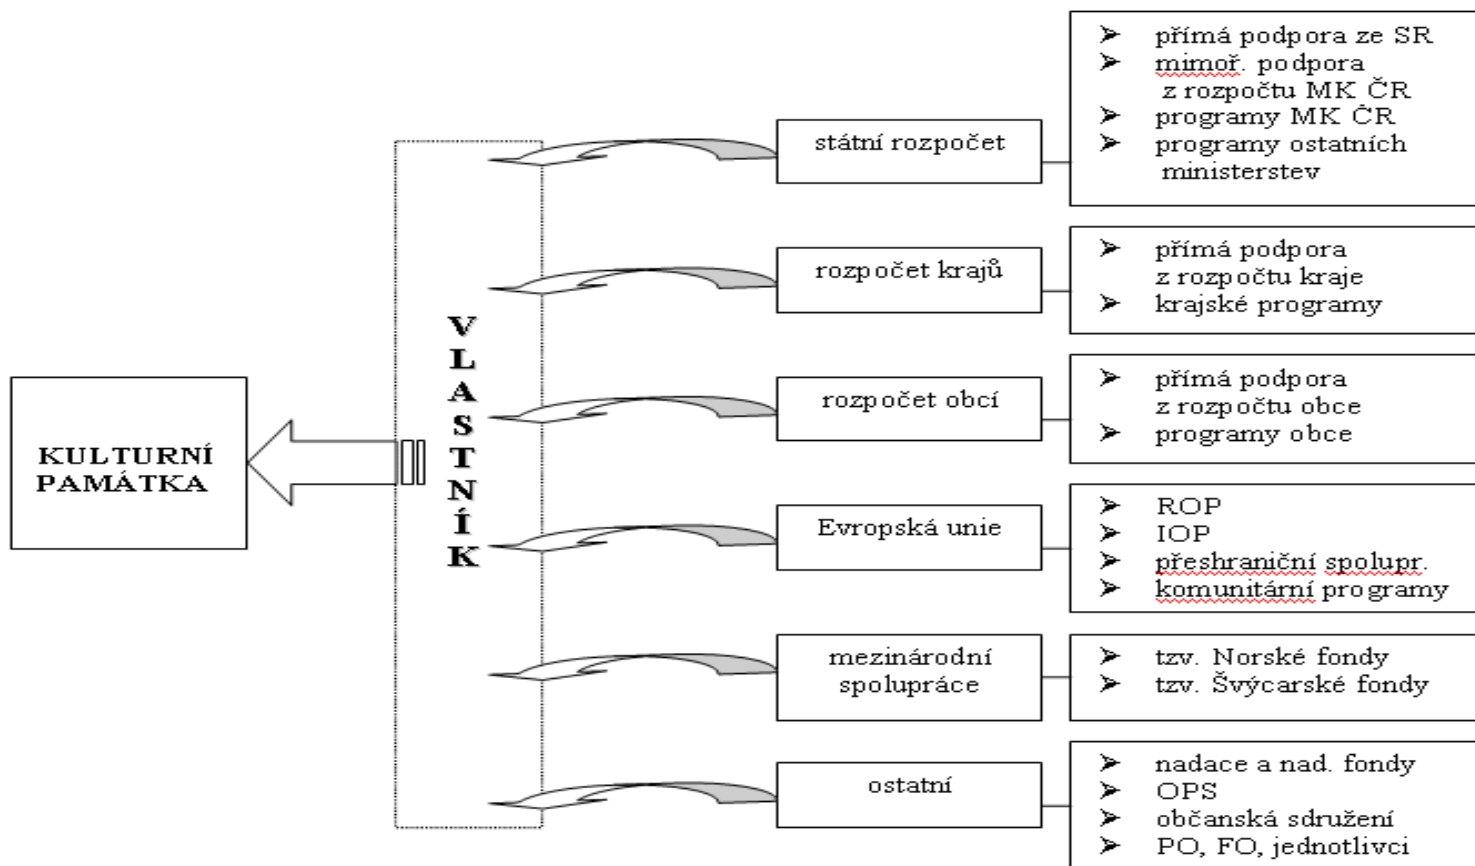 KULTURNÍ
PAMÁTKA
VLASTNÍK
státní rozpočet
přímá podpora ze SR
mimoř. podpora
z rozpočtu MK ČR
programy MK ČR
programy ostatních
ministerstev
rozpočet krajů
přímá podpora
z rozpočtu kraje
krajské programy
rozpočet obcí
přímá podpora
z rozpočtu obce
programy obce
Evropská unie
ROP
IOP
přeshraniční spolupr.
komunitární programy
mezinárodní
spolupráce
tzv. Norské fondy
tzv. Švýcarské fondy
ostatní
nadace a nad. fondy
OPS
občanská sdružení
PO, FO, jednotlivci